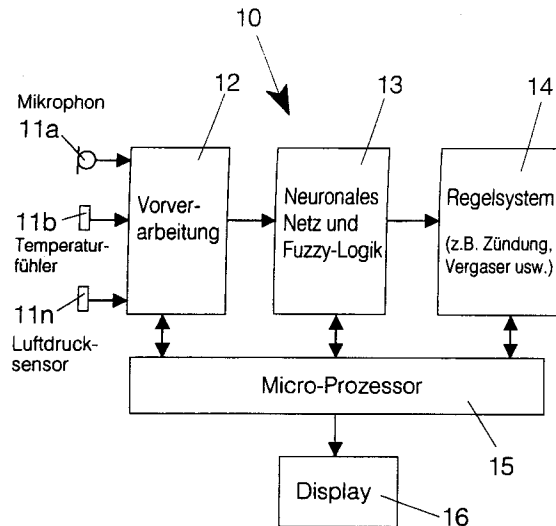 10
12
13
14
Mikrophon
11a
Vorver-
arbeitung
Neuronales
Netz und
Fuzzy-Logik
Regelsystem
(z.B. Zündung,
Vergaser usw.)
11b
Temperatur-
fühler
11n
Luftdruck-
sensor
Micro-Prozessor
15
Display
16